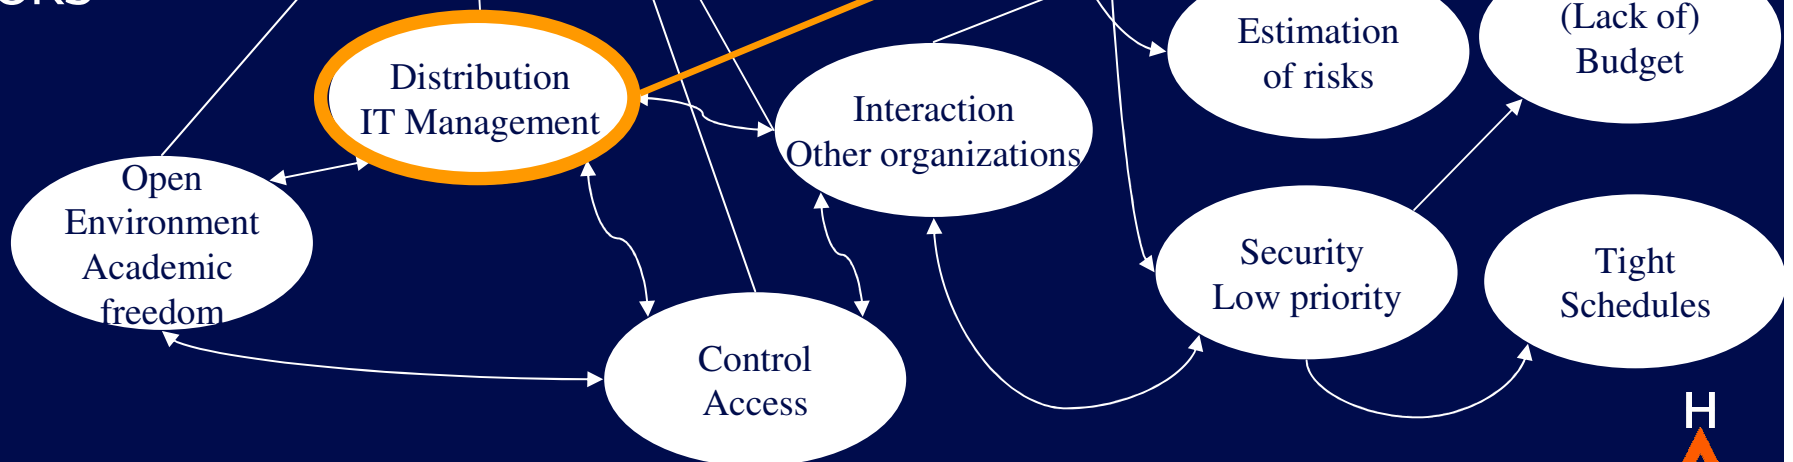 Estimation
of risks
(Lack of)
Budget
Distribution
IT Management
Interaction
Other organizations
Open
Environment
Academic
freedom
Security
Low priority
Tight
Schedules
Control
Access
H